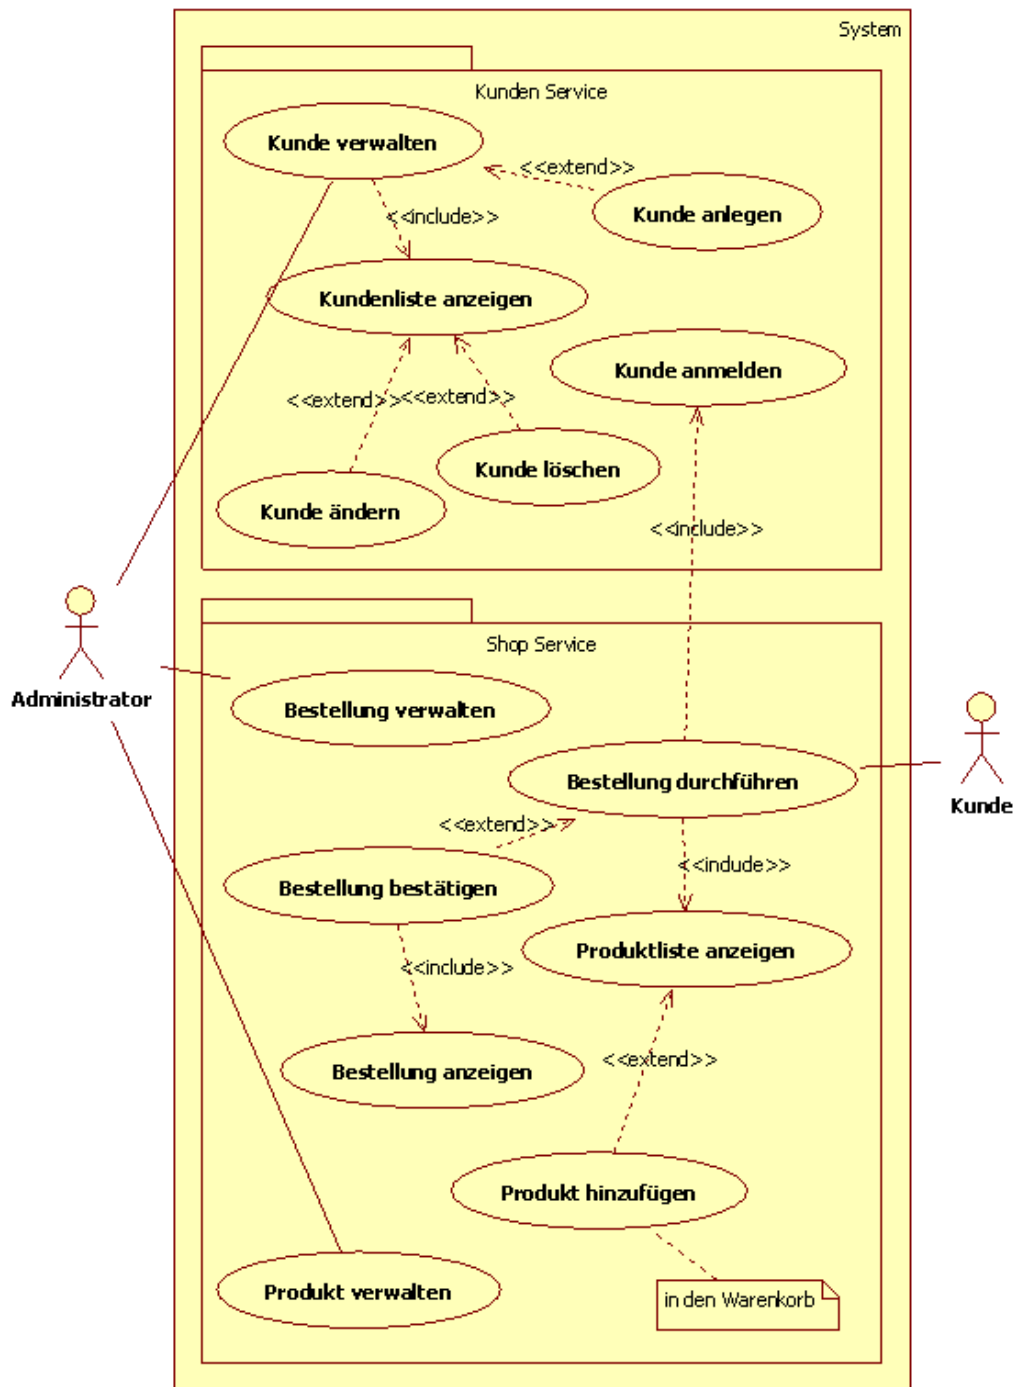 System
Kunden Service
Kunde verwalten
<<extend>>
Kunde anlegen
<<include>>
Kundenliste anzeigen
Kunde anmelden
<<extend>>
<<extend>>
Kunde löschen
Kunde ändern
<<include>>
Shop Service
Administrator
Bestellung verwalten
Bestellung durchführen
Kunde
<<extend>>
<<include>>
Bestellung bestätigen
Produktliste anzeigen
<<include>>
<<extend>>
Bestellung anzeigen
Produkt hinzufügen
Produkt verwalten
in den Warenkorb